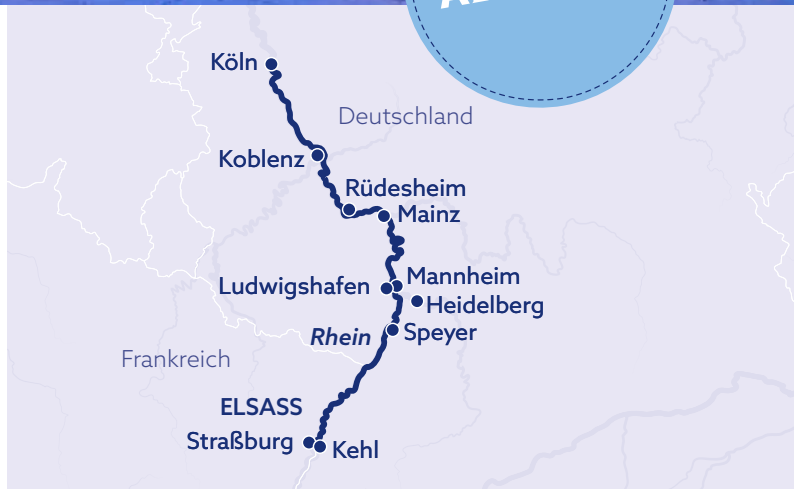 Köln
Deutschland
Koblenz
Rüdesheim
Mainz
Mannheim
Ludwigshafen
Heidelberg
Speyer
Rhein
Frankreich
ELSASS
Straßburg
Kehl